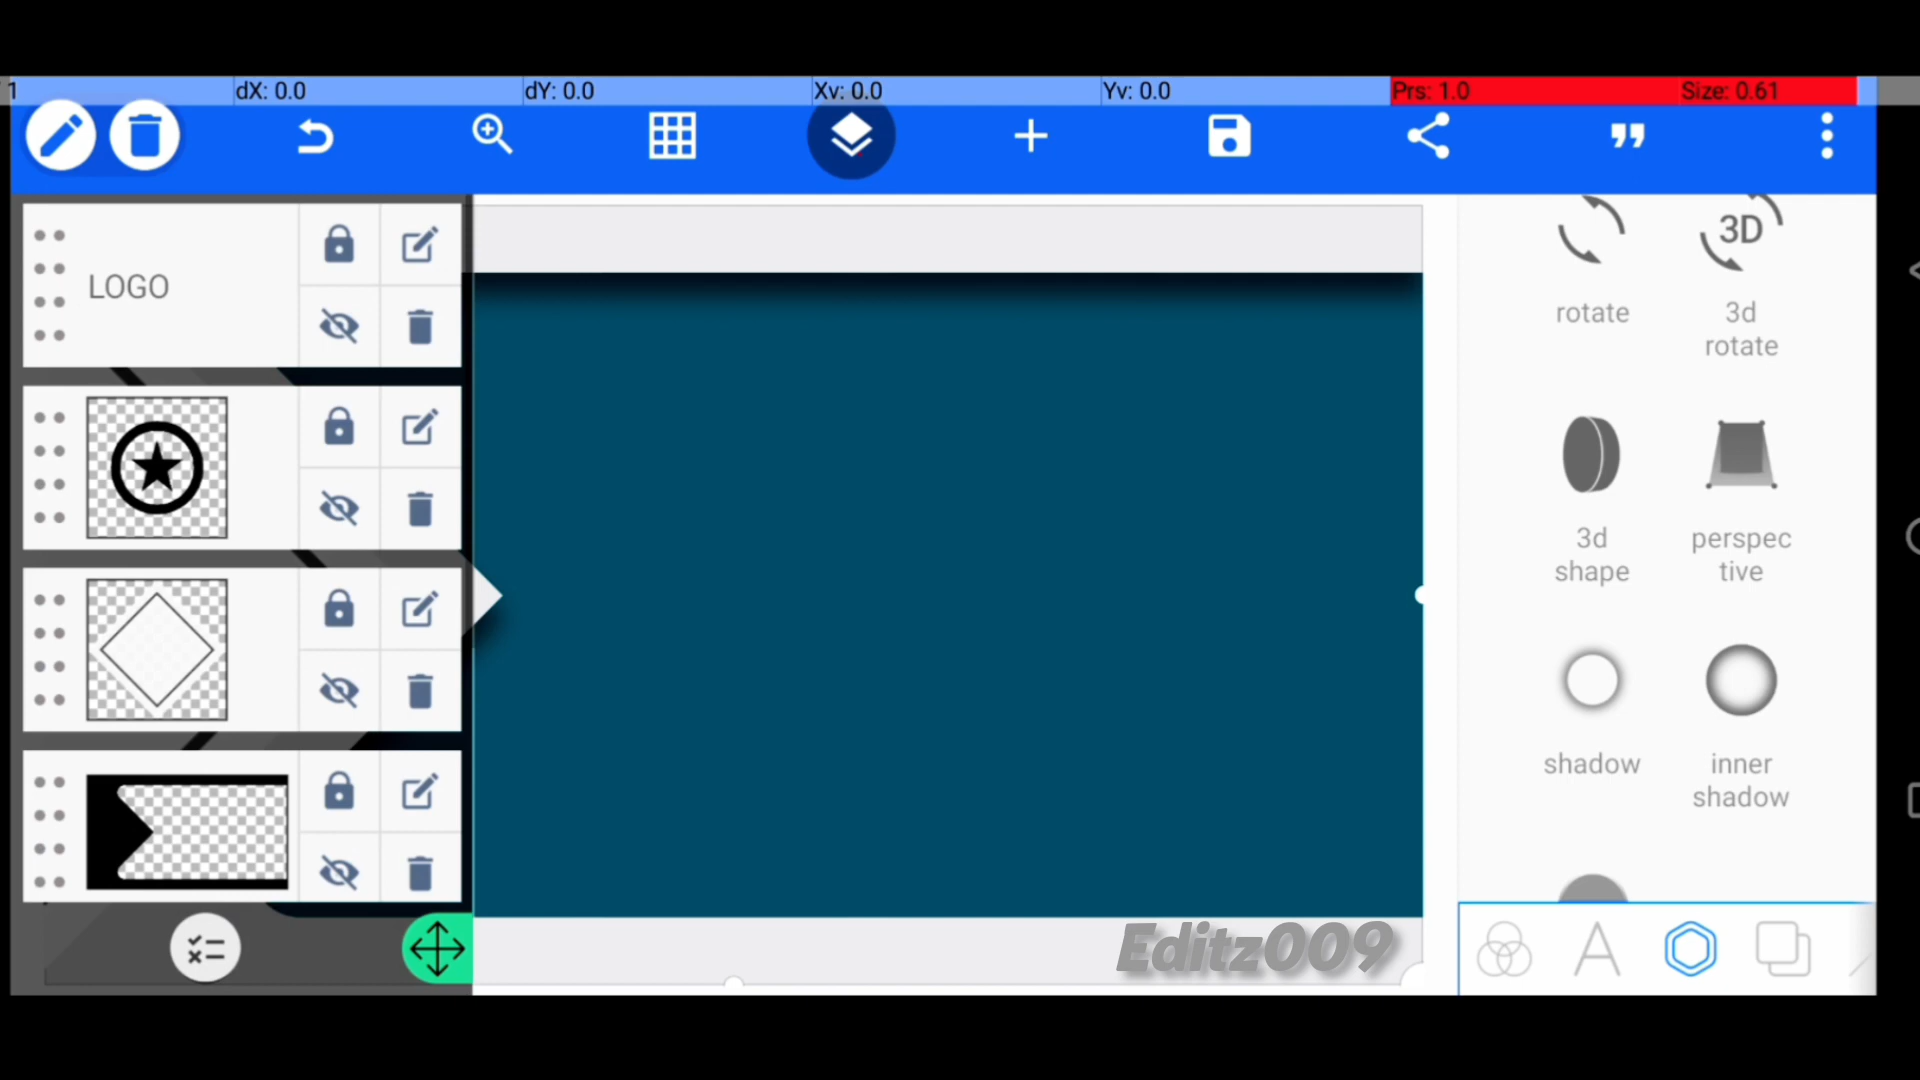 1 dX: 0.0 dY: 0.0 Xv: 0.0 Yv: 0.0 Prs: 1.0 Size: 0.61
LOGO
rotate
3D
3d
rotate
3d
shape
perspec
tive
shadow
inner
shadow
Editz009